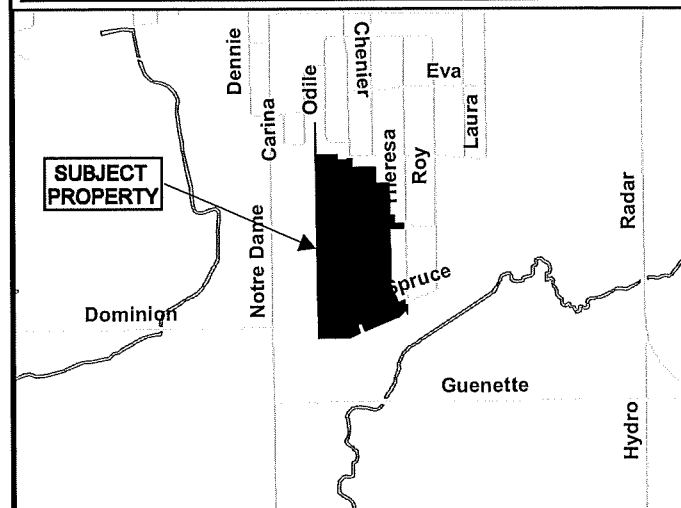 Dennie
Carina
Odile
Chenier
Eva
Laura
Theresa
Roy
SUBJECT
PROPERTY
Notre Dame
Radar
Spruce
Dominion
Guenette
Hydro